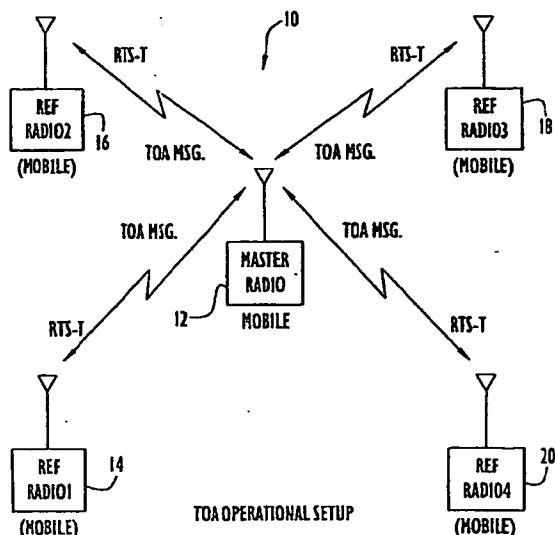 10
RTS-T
RTS-T
REF
RADIO2
16
(MOBILE)
TOA MSG.
TOA MSG.
REF
RADIO3
18
(MOBILE)
TOA MSG.
TOA MSG.
MASTER
RADIO
12
MOBILE
RTS-T
RTS-T
REF
RADIO1
14
(MOBILE)
TOA OPERATIONAL SETUP
REF
RADIO4
20
(MOBILE)